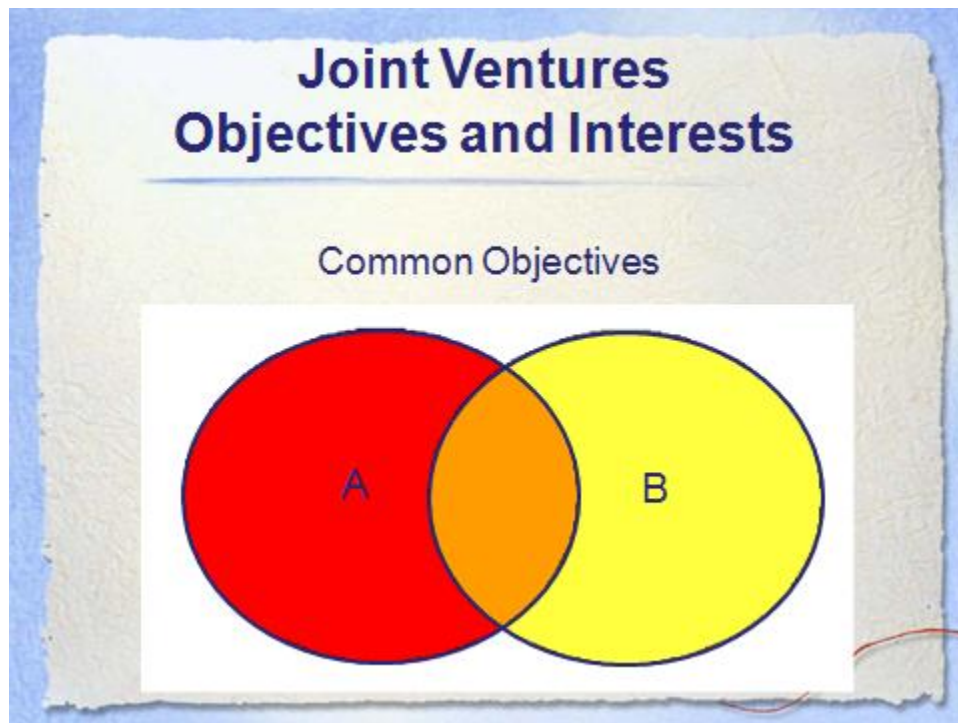 Joint Ventures
Objectives and Interests
Common Objectives
A
B